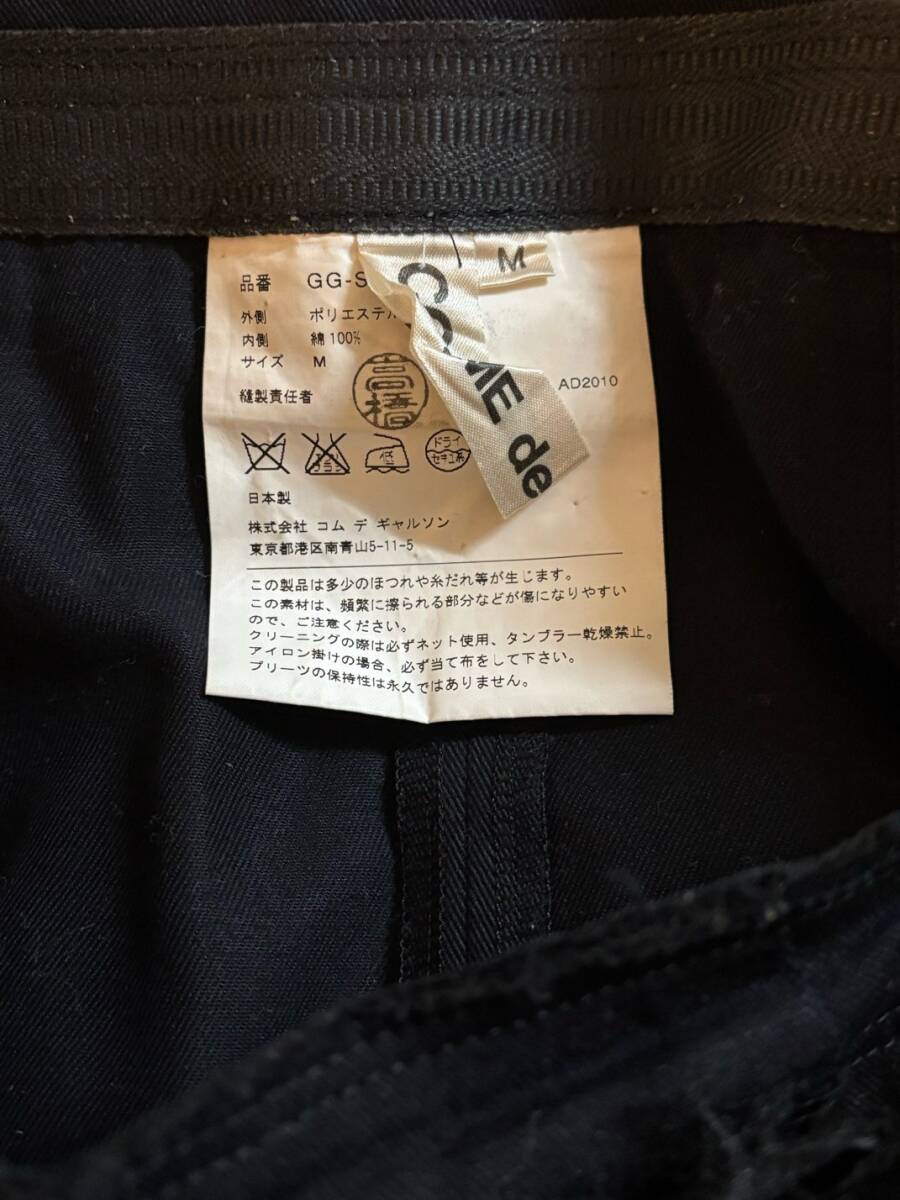 M
COME de
品番 GG-S
外側 ポリエステル
内側 綿100%
サイズ M
縫製責任者 高橋
AD2010
低
ドライ
セキユ系
日本製
株式会社 コム デ ギャルソン
東京都港区南青山5-11-5
この製品は多少のほつれや糸だれ等が生じます。
この素材は、頻繁に擦られる部分などが傷になりやすい
ので、ご注意ください。
クリーニングの際は必ずネット使用、タンブラー乾燥禁止。
アイロン掛けの場合、必ず当て布をして下さい。
プリーツの保持性は永久ではありません。